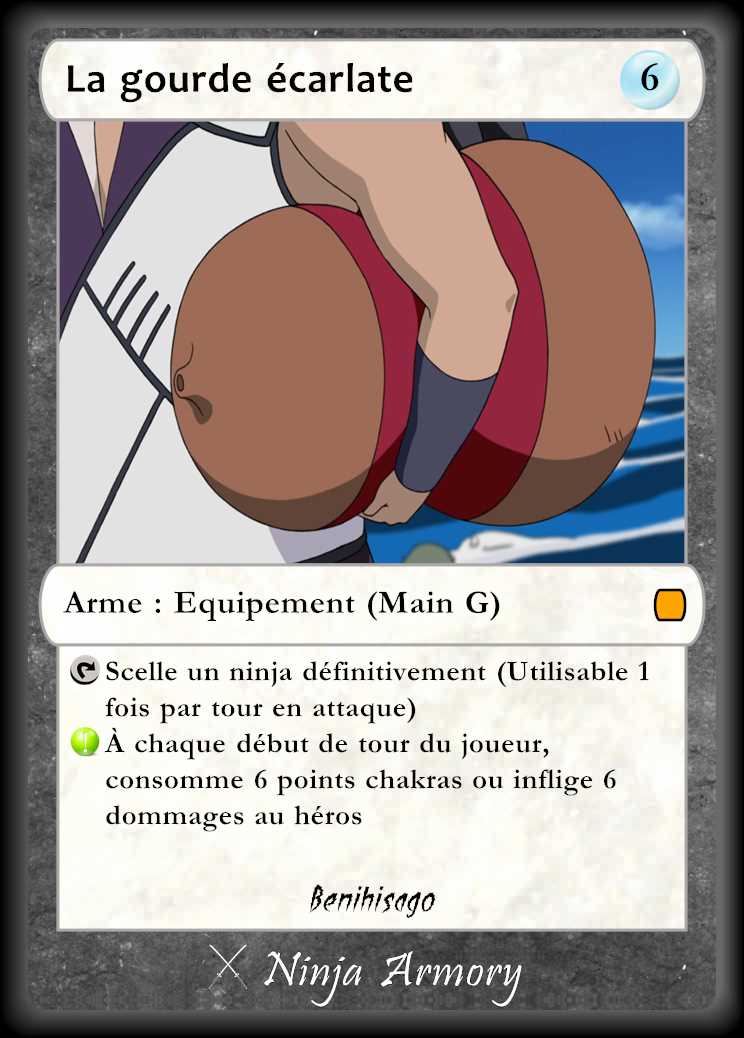 La gourde écarlate
6
Arme : Equipement (Main G)
Scelle un ninja définitivement (Utilisable 1
fois par tour en attaque)
À chaque début de tour du joueur,
consomme 6 points chakras ou inflige 6
dommages au héros
Benihisago
Ninja Armory